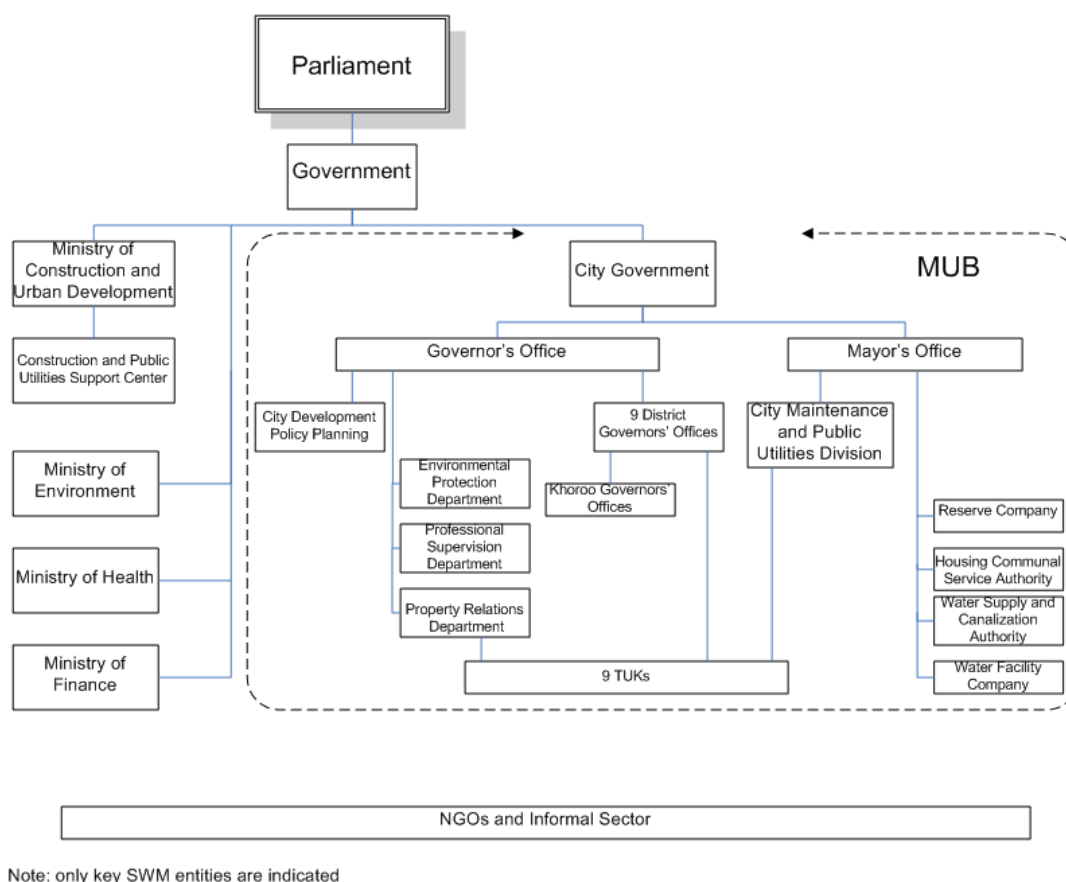 Parliament
Government
Ministry of
Construction and
Urban Development
City Government
MUB
Construction and Public
Utilities Support Center
Governor's Office
Mayor's Office
City Development
Policy Planning
9 District
Governors' Offices
City Maintenance
and Public
Utilities Division
Ministry of
Environment
Environmental
Protection
Department
Khoroo Governors'
Offices
Reserve Company
Professional
Supervision
Department
Ministry of Health
Housing Communal
Service Authority
Property Relations
Department
Water Supply and
Canalization
Authority
Ministry of
Finance
9 TUKs
Water Facility
Company
NGOs and Informal Sector
Note: only key SWM entities are indicated